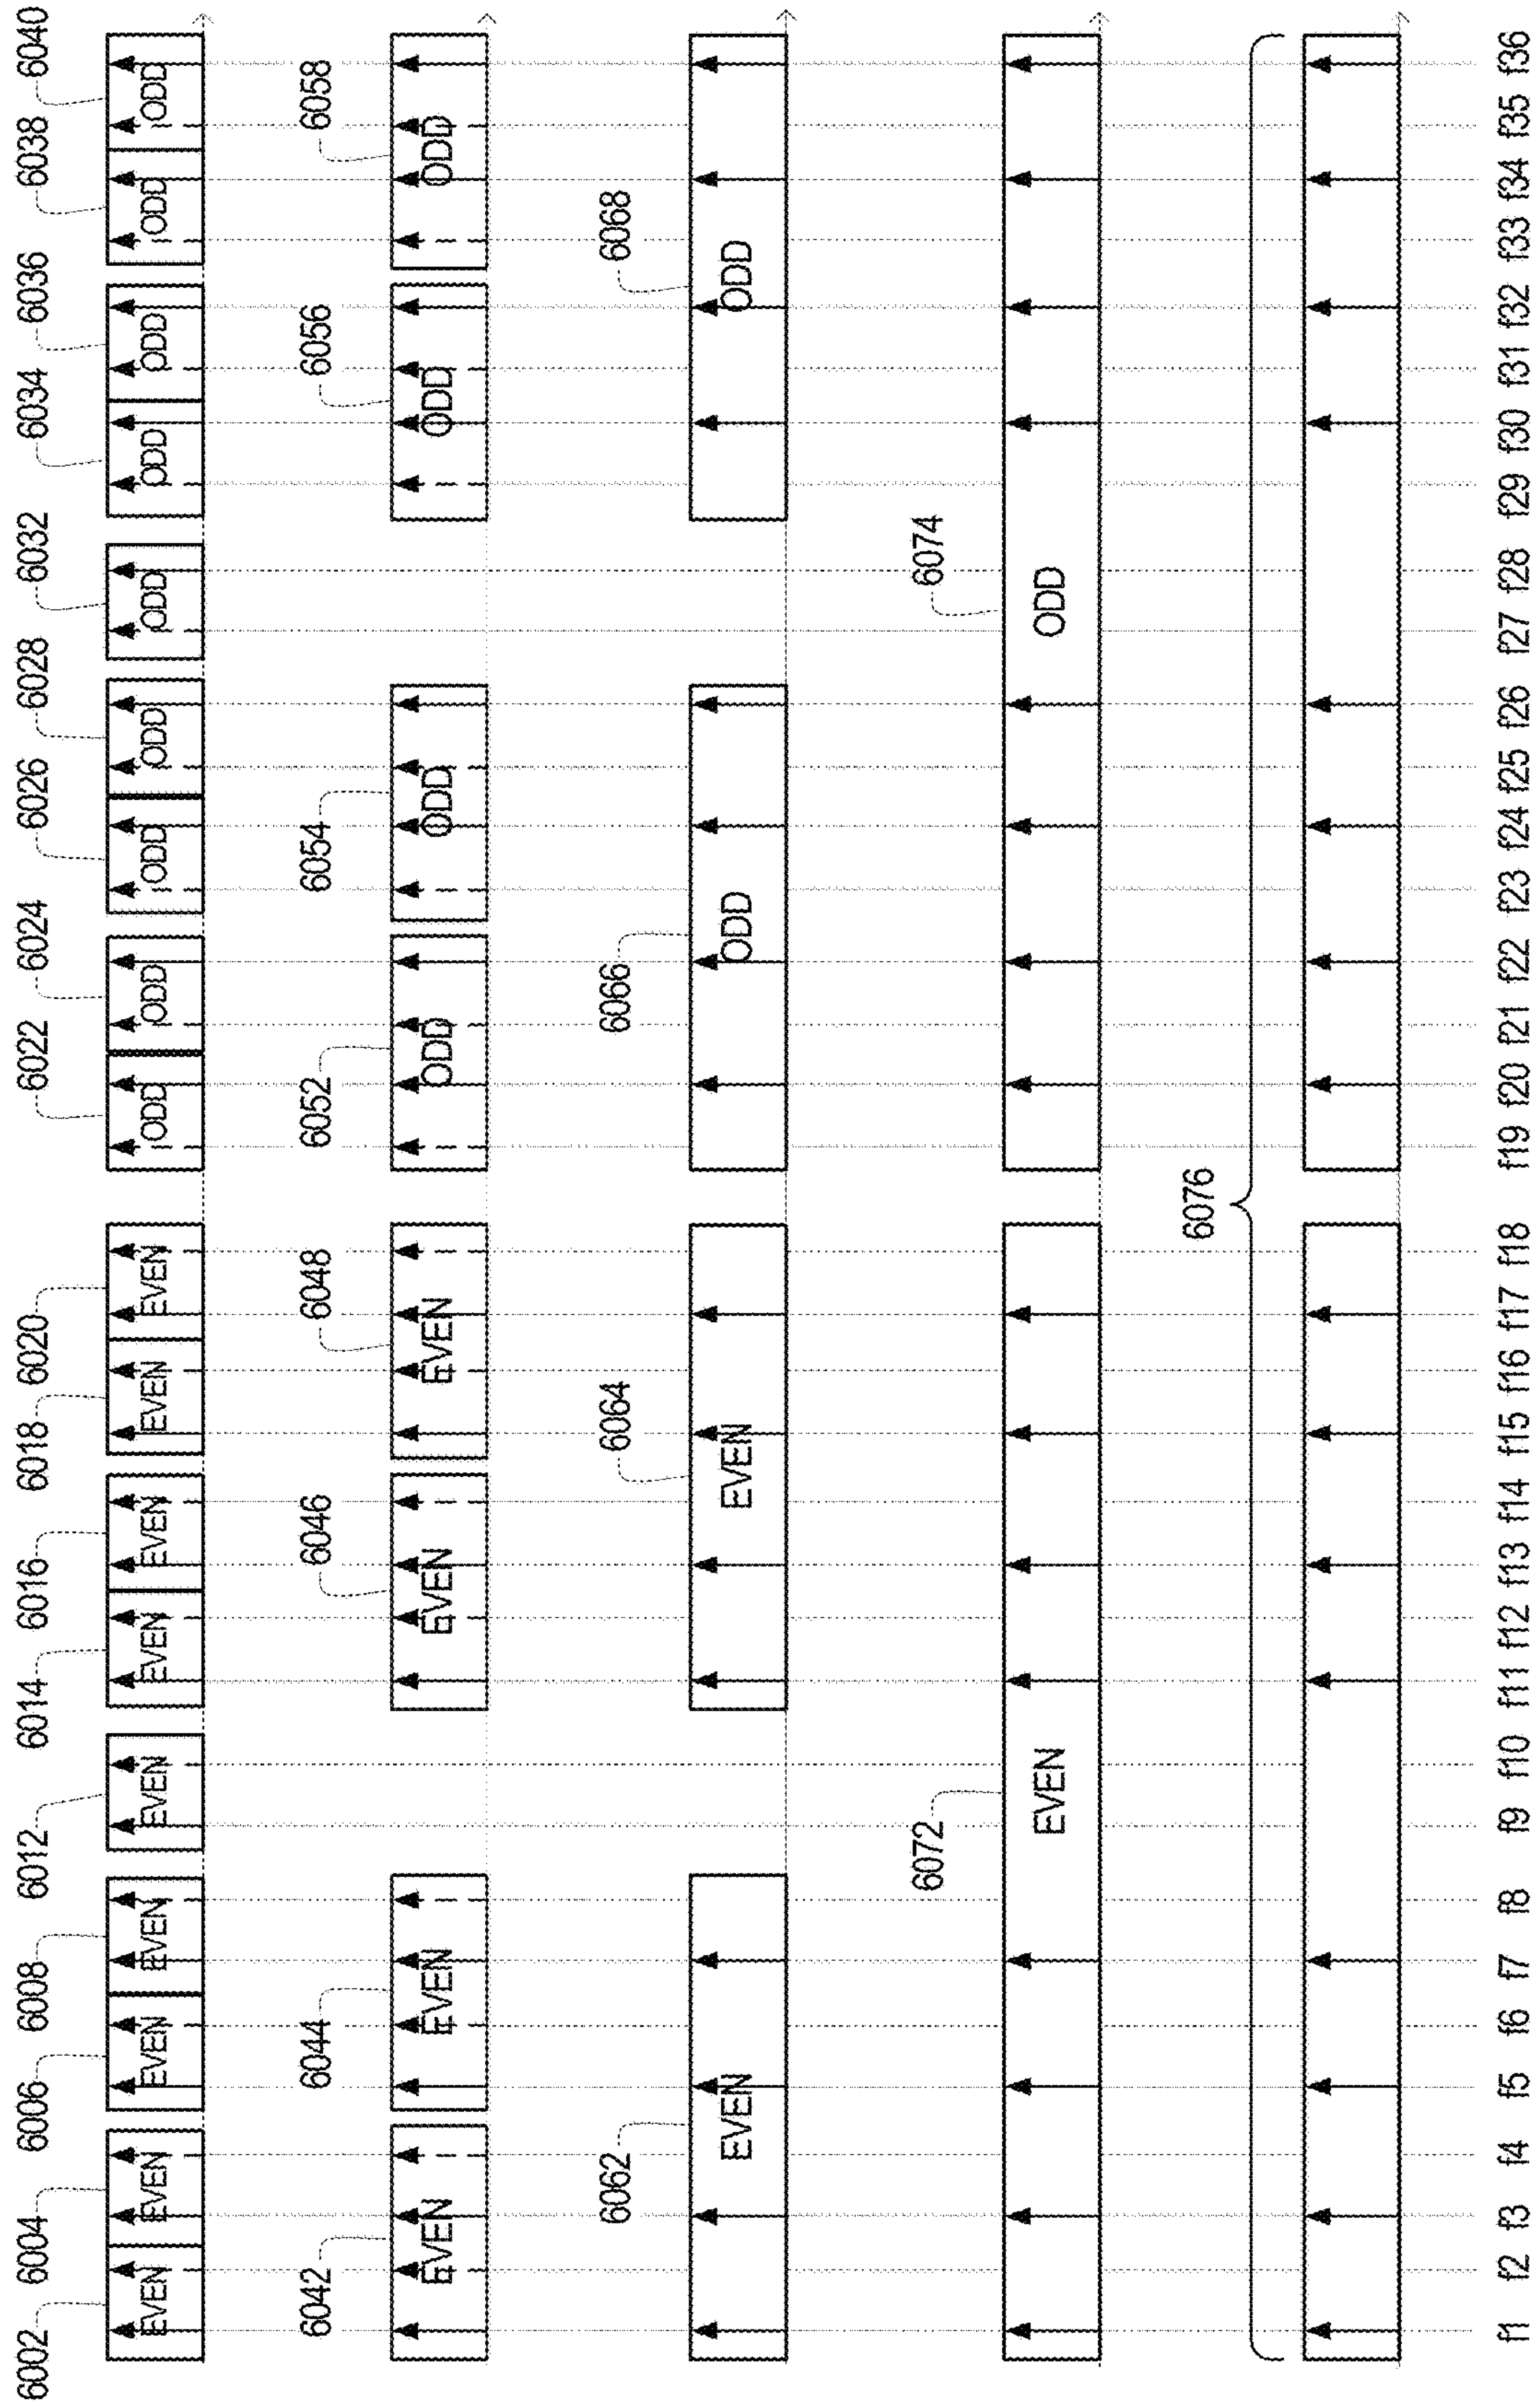 6002 6004 6006 6008 6012 6014 6016 6018 6020 6022 6024 6026 6028 6032 6034 6036 6038 6040
EVEN EVEN EVEN EVEN EVEN EVEN EVEN EVEN EVEN ODD ODD ODD ODD ODD ODD ODD ODD ODD
6042 6044 6046 6048 6052 6054 6056 6058
EVEN EVEN EVEN EVEN ODD ODD ODD ODD
6062 6064 6066 6068
EVEN EVEN ODD ODD
6072 6074
EVEN ODD
6076
f1 f2 f3 f4 f5 f6 f7 f8 f9 f10 f11 f12 f13 f14 f15 f16 f17 f18 f19 f20 f21 f22 f23 f24 f25 f26 f27 f28 f29 f30 f31 f32 f33 f34 f35 f36